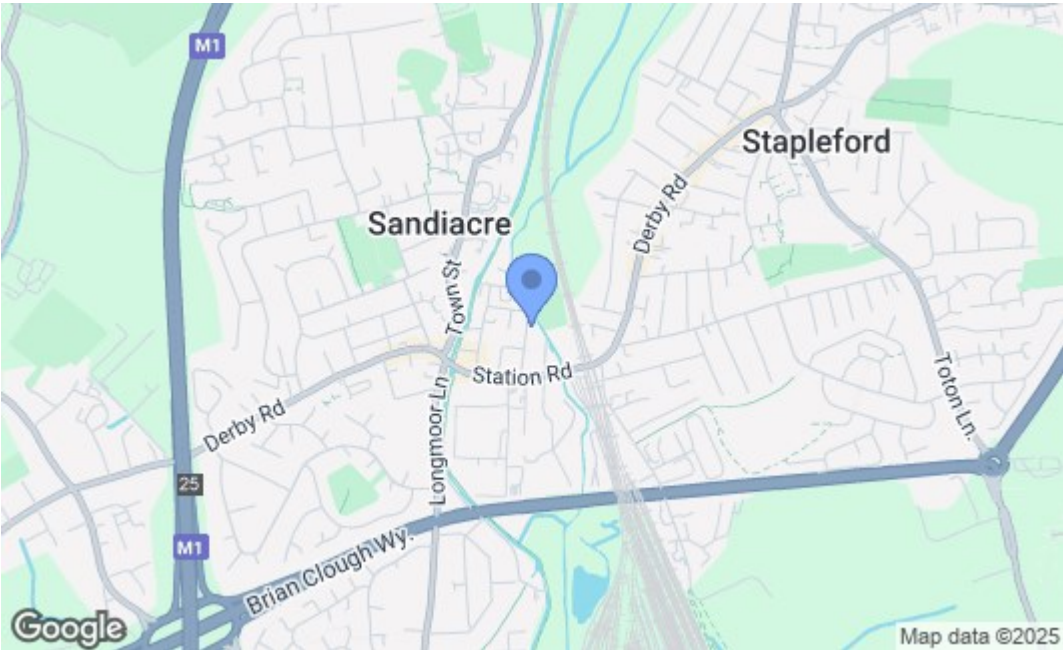 M1
Stapleford
Sandiacre
Derby Rd
Town St
Station Rd
Toton Ln.
Longmoor Ln
Derby Rd
25
M1
Brian Clough Wy.
Google
Map data ©2025